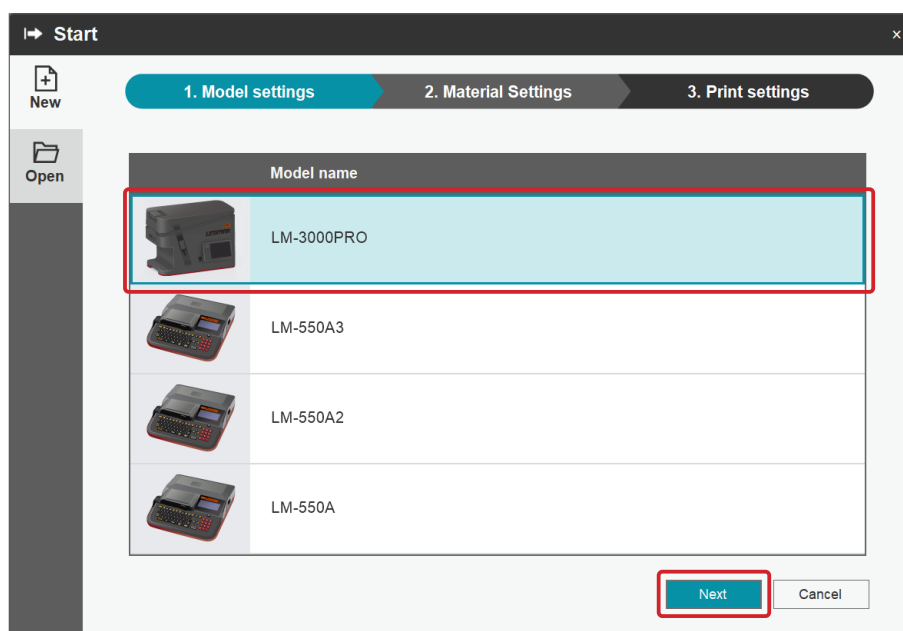 Start
×
New
1. Model settings
2. Material Settings
3. Print settings
Open
Model name
LM-3000PRO
LM-550A3
LM-550A2
LM-550A
Next
Cancel